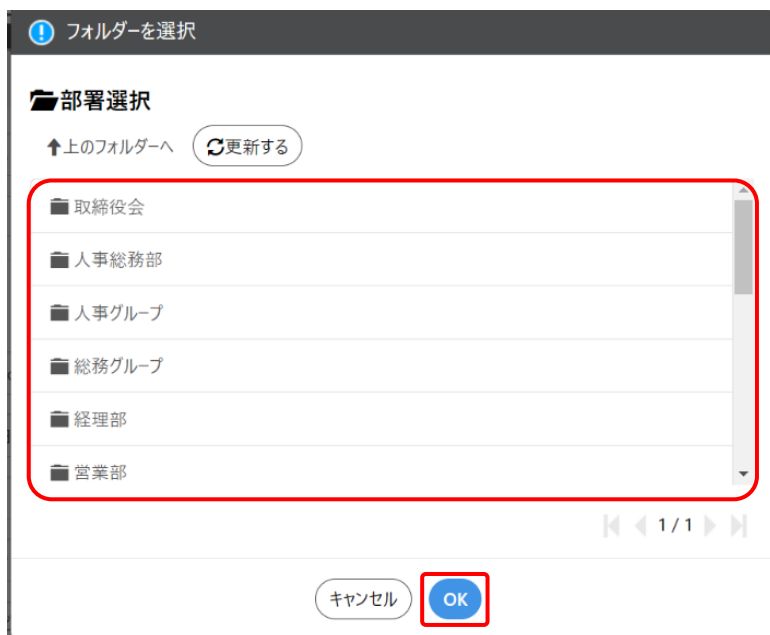 フォルダーを選択
部署選択
上のフォルダーへ 更新する
取締役会
人事総務部
人事グループ
総務グループ
経理部
営業部
1 / 1
キャンセル OK